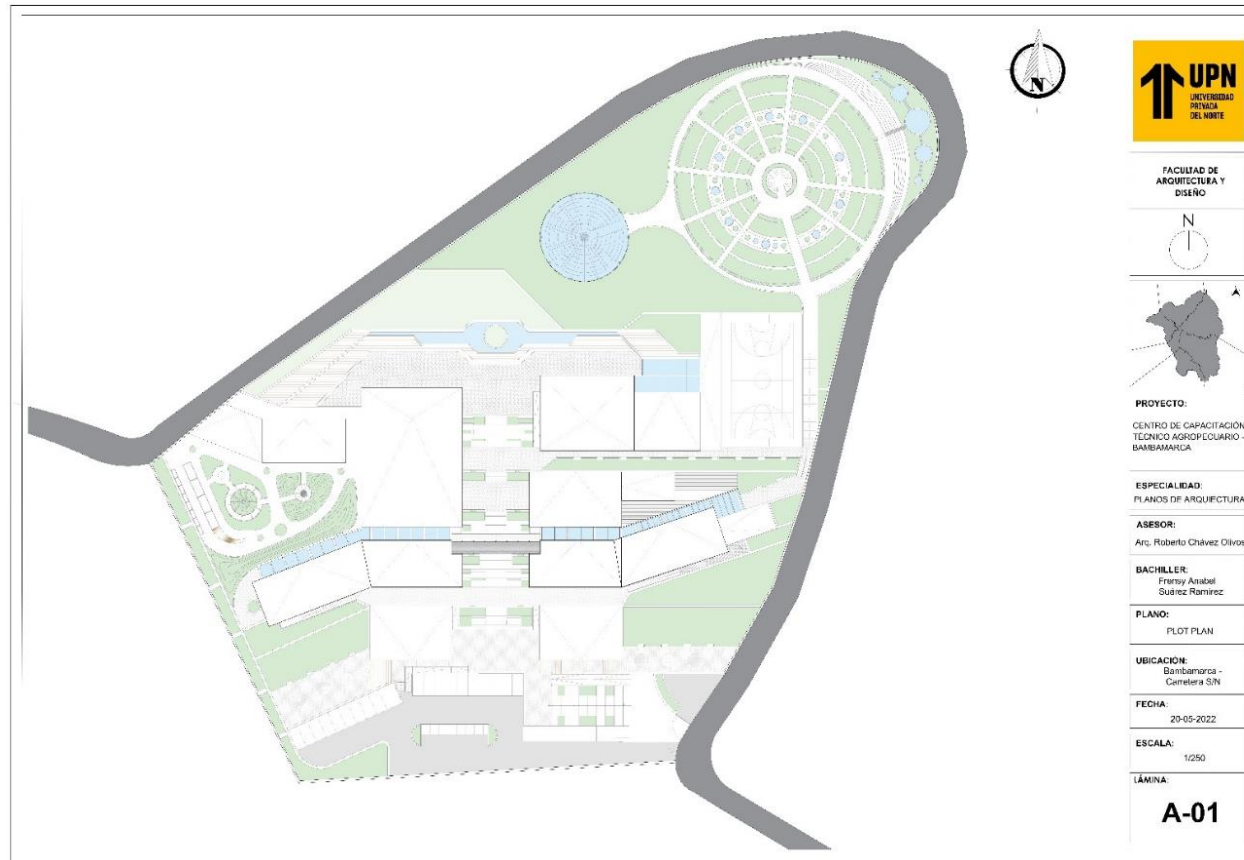 N
UPN
UNIVERSIDAD
PRIVADA
DEL NORTE
FACULTAD DE
ARQUITECTURA Y
DISEÑO
N
PROYECTO:
CENTRO DE CAPACITACIÓN
TÉCNICO AGROPECUARIO -
BAMBAMARCA
ESPECIALIDAD:
PLANOS DE ARQUIECTURA
ASESOR:
Arq. Roberto Chávez Olivos
BACHILLER:
Frensy Anabel
Suárez Ramirez
PLANO:
PLOT PLAN
UBICACIÓN:
Bambamarca -
Carretera S/N
FECHA:
20-05-2022
ESCALA:
1/250
LÁMINA:
A-01